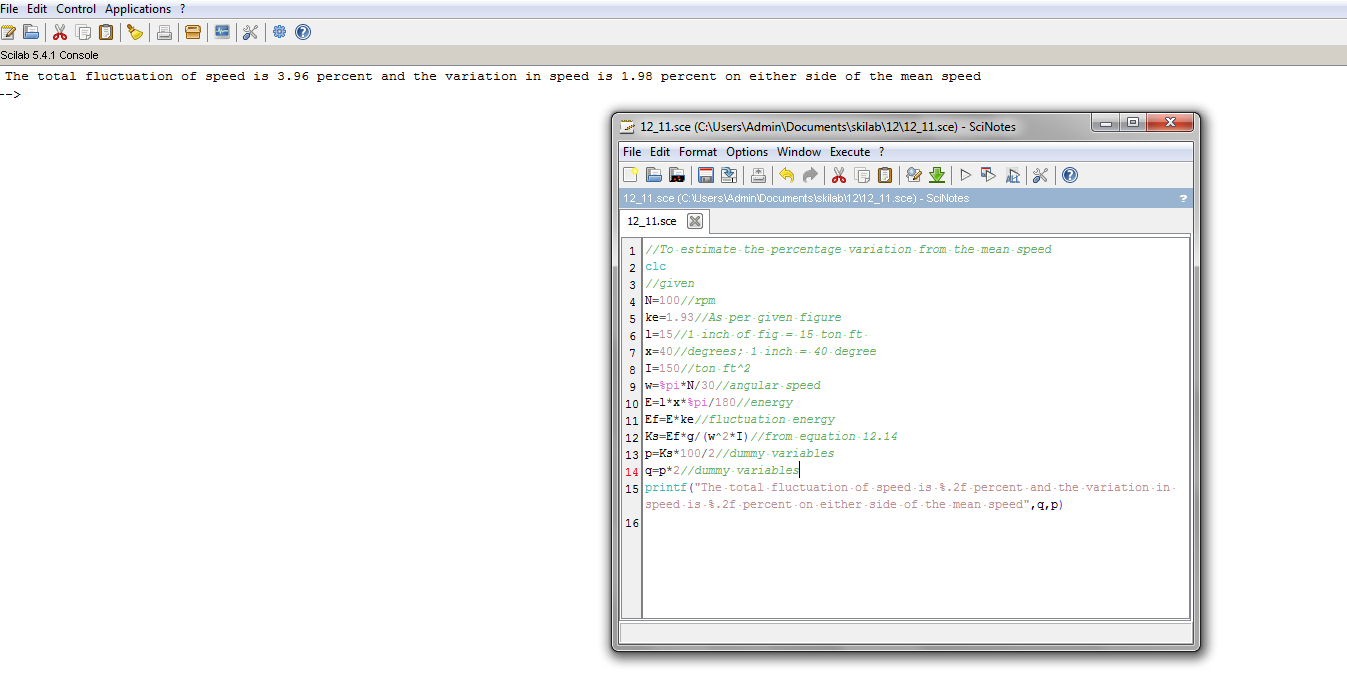 File Edit Control Applications ?
Scilab 5.4.1 Console
The total fluctuation of speed is 3.96 percent and the variation in speed is 1.98 percent on either side of the mean speed
-->
12_11.sce (C:\Users\Admin\Documents\skilab\12\12_11.sce) - SciNotes
File Edit Format Options Window Execute ?
12_11.sce (C:\Users\Admin\Documents\skilab\12\12_11.sce) - SciNotes ?
12_11.sce
1 //To estimate the percentage variation from the mean speed
2 clc
3 //given
4 N=100//rpm
5 ke=1.93//As per given figure
6 l=15//1 inch of fig = 15 ton ft
7 x=40//degrees; 1 inch = 40 degree
8 I=150//ton ft^2
9 w=%pi*N/30//angular speed
10 E=l*x*%pi/180//energy
11 Ef=E*ke//fluctuation energy
12 Ks=Ef*g/(w^2*I)//from equation 12.14
13 p=Ks*100/2//dummy variables
14 q=p*2//dummy variables
15 printf("The total fluctuation of speed is %.2f percent and the variation in
speed is %.2f percent on either side of the mean speed",q,p)
16